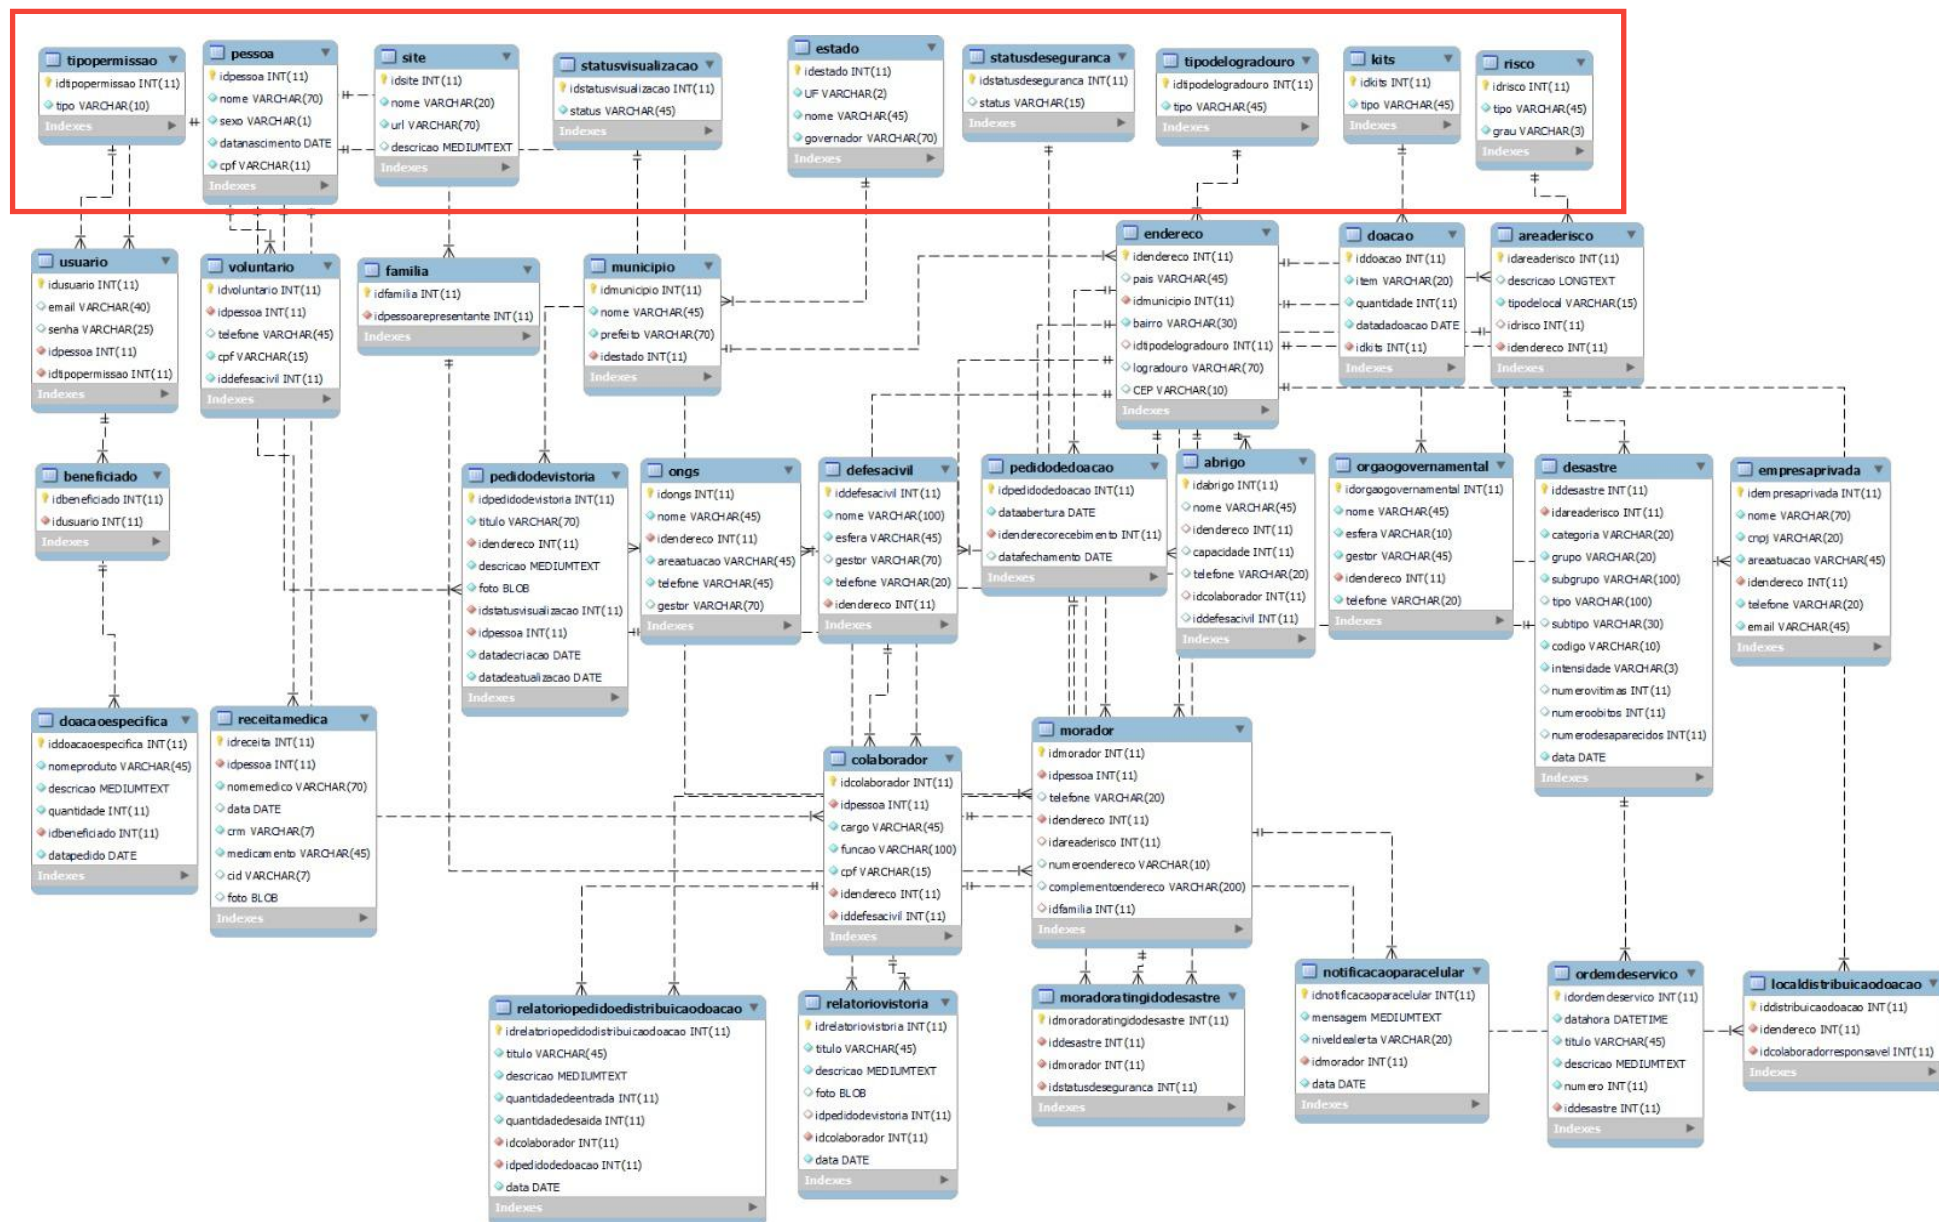 tipopermissao
idtipopermissao INT(11)
tipo VARCHAR(10)
Indexes
pessoa
idpessoa INT(11)
nome VARCHAR(70)
sexo VARCHAR(1)
datanascimento DATE
cpf VARCHAR(11)
Indexes
site
idsite INT(11)
nome VARCHAR(20)
url VARCHAR(70)
descricao MEDIUMTEXT
Indexes
statusvisualizacao
idstatusvisualizacao INT(11)
status VARCHAR(45)
Indexes
estado
idestado INT(11)
UF VARCHAR(2)
nome VARCHAR(45)
governador VARCHAR(70)
Indexes
statusdeseguranca
idstatusdeseguranca INT(11)
status VARCHAR(15)
Indexes
tipodelogradouro
idtipodelogradouro INT(11)
tipo VARCHAR(45)
Indexes
kits
idkits INT(11)
tipo VARCHAR(45)
Indexes
risco
idrisco INT(11)
tipo VARCHAR(45)
grau VARCHAR(3)
Indexes
usuario
idusuario INT(11)
email VARCHAR(40)
senha VARCHAR(25)
idpessoa INT(11)
idtipopermissao INT(11)
Indexes
voluntario
idvoluntario INT(11)
idpessoa INT(11)
telefone VARCHAR(45)
cpf VARCHAR(15)
iddefesacivil INT(11)
Indexes
familia
idfamilia INT(11)
idpessoarepresentante INT(11)
Indexes
municipio
idmunicipio INT(11)
nome VARCHAR(45)
prefeito VARCHAR(70)
idestado INT(11)
Indexes
endereco
idendereco INT(11)
pais VARCHAR(45)
idmunicipio INT(11)
bairro VARCHAR(30)
idtipodelogradouro INT(11)
logradouro VARCHAR(70)
CEP VARCHAR(10)
Indexes
doacao
iddoacao INT(11)
item VARCHAR(20)
quantidade INT(11)
datadadoacao DATE
idkits INT(11)
Indexes
areaderisco
idareaderisco INT(11)
descricao LONGTEXT
tipodelocal VARCHAR(15)
idrisco INT(11)
idendereco INT(11)
Indexes
beneficiado
idbeneficiado INT(11)
idusuario INT(11)
Indexes
pedidodevistoria
idpedidodevistoria INT(11)
titulo VARCHAR(70)
idendereco INT(11)
descricao MEDIUMTEXT
foto BLOB
idstatusvisualizacao INT(11)
idpessoa INT(11)
datadecriacao DATE
datadeatualizacao DATE
Indexes
ongs
idongs INT(11)
nome VARCHAR(45)
idendereco INT(11)
areaatuacao VARCHAR(45)
telefone VARCHAR(45)
gestor VARCHAR(70)
Indexes
defesacivil
iddefesacivil INT(11)
nome VARCHAR(100)
esfera VARCHAR(45)
gestor VARCHAR(70)
telefone VARCHAR(20)
idendereco INT(11)
Indexes
pedidodedoacao
idpedidodedoacao INT(11)
dataabertura DATE
idenderecorecebimento INT(11)
datafechamento DATE
Indexes
abrigo
idabrigo INT(11)
nome VARCHAR(45)
idendereco INT(11)
capacidade INT(11)
telefone VARCHAR(20)
idcolaborador INT(11)
iddefesacivil INT(11)
Indexes
orgaogovernamental
idorgaogovernamental INT(11)
nome VARCHAR(45)
esfera VARCHAR(10)
gestor VARCHAR(45)
idendereco INT(11)
telefone VARCHAR(20)
Indexes
desastre
iddesastre INT(11)
idareaderisco INT(11)
categoria VARCHAR(20)
grupo VARCHAR(20)
subgrupo VARCHAR(100)
tipo VARCHAR(100)
subtipo VARCHAR(30)
codigo VARCHAR(10)
intensidade VARCHAR(3)
numerovitimas INT(11)
numeroobitos INT(11)
numerodesaparecidos INT(11)
data DATE
Indexes
empresaprivada
idempresaprivada INT(11)
nome VARCHAR(70)
cnpj VARCHAR(20)
areaatuacao VARCHAR(45)
idendereco INT(11)
telefone VARCHAR(20)
email VARCHAR(45)
Indexes
doacaoespecifica
iddoacaoespecifica INT(11)
nomeproduto VARCHAR(45)
descricao MEDIUMTEXT
quantidade INT(11)
idbeneficiado INT(11)
datapedido DATE
Indexes
receitamedica
idreceita INT(11)
idpessoa INT(11)
nomemedico VARCHAR(70)
data DATE
crm VARCHAR(7)
medicamento VARCHAR(45)
cid VARCHAR(7)
foto BLOB
Indexes
colaborador
idcolaborador INT(11)
idpessoa INT(11)
cargo VARCHAR(45)
funcao VARCHAR(100)
cpf VARCHAR(15)
idendereco INT(11)
iddefesacivil INT(11)
Indexes
morador
idmorador INT(11)
idpessoa INT(11)
telefone VARCHAR(20)
idendereco INT(11)
idareaderisco INT(11)
numeroendereco VARCHAR(10)
complementoendereco VARCHAR(200)
idfamilia INT(11)
Indexes
relatoriopedidoedistribuicaodoacao
idrelatoriopedidodistribuicaodoacao INT(11)
titulo VARCHAR(45)
descricao MEDIUMTEXT
quantidadedeentrada INT(11)
quantidadedesaida INT(11)
idcolaborador INT(11)
idpedidodedoacao INT(11)
data DATE
Indexes
relatoriovistoria
idrelatoriovistoria INT(11)
titulo VARCHAR(45)
descricao MEDIUMTEXT
foto BLOB
idpedidodevistoria INT(11)
idcolaborador INT(11)
data DATE
Indexes
moradoratingidodesastre
idmoradoratingidodesastre INT(11)
iddesastre INT(11)
idmorador INT(11)
idstatusdeseguranca INT(11)
Indexes
notificacaoparacelular
idnotificacaoparacelular INT(11)
mensagem MEDIUMTEXT
niveldealerta VARCHAR(20)
idmorador INT(11)
data DATE
Indexes
ordemdeservico
idordemdeservico INT(11)
datahora DATETIME
titulo VARCHAR(45)
descricao MEDIUMTEXT
numero INT(11)
iddesastre INT(11)
Indexes
localdistribuicaodoacao
iddistribuicaodoacao INT(11)
idendereco INT(11)
idcolaboradorresponsavel INT(11)
Indexes